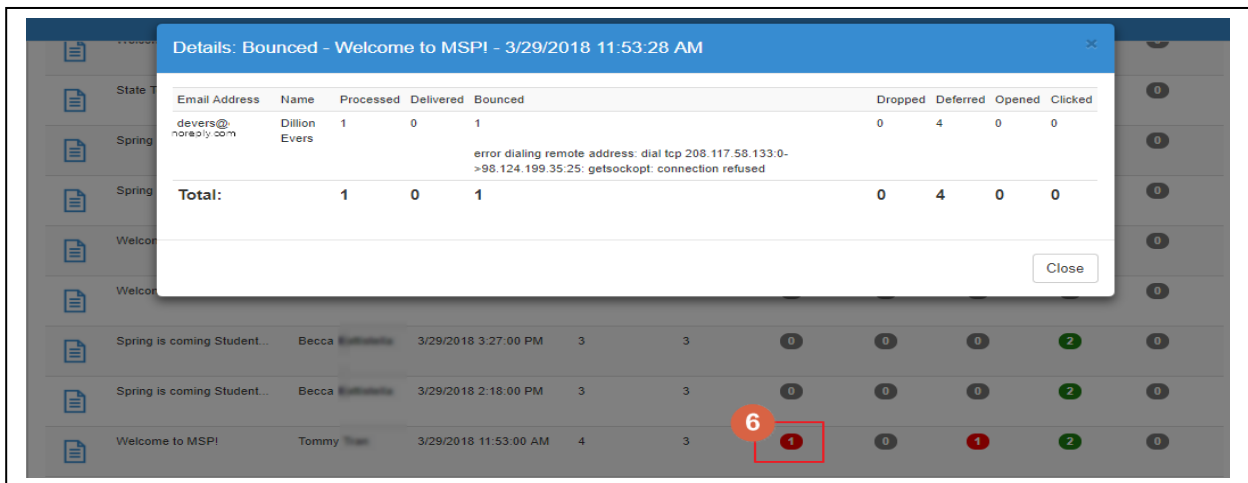 Details: Bounced - Welcome to MSP! - 3/29/2018 11:53:28 AM ×
Email Address Name Processed Delivered Bounced Dropped Deferred Opened Clicked
devers@ Dillion 1 0 1 0 4 0 0
noreply.com Evers
error dialing remote address: dial tcp 208.117.58.133:0-
>98.124.199.35:25: getsockopt: connection refused
Total: 1 0 1 0 4 0 0
Close
State T 0
Spring 0
Spring 0
Welcom 0
Welcom 0
Spring is coming Student... Becca 3/29/2018 3:27:00 PM 3 3 0 0 0 2 0
Spring is coming Student... Becca 3/29/2018 2:18:00 PM 3 3 0 0 0 2 0
6
Welcome to MSP! Tommy 3/29/2018 11:53:00 AM 4 3 1 0 1 2 0